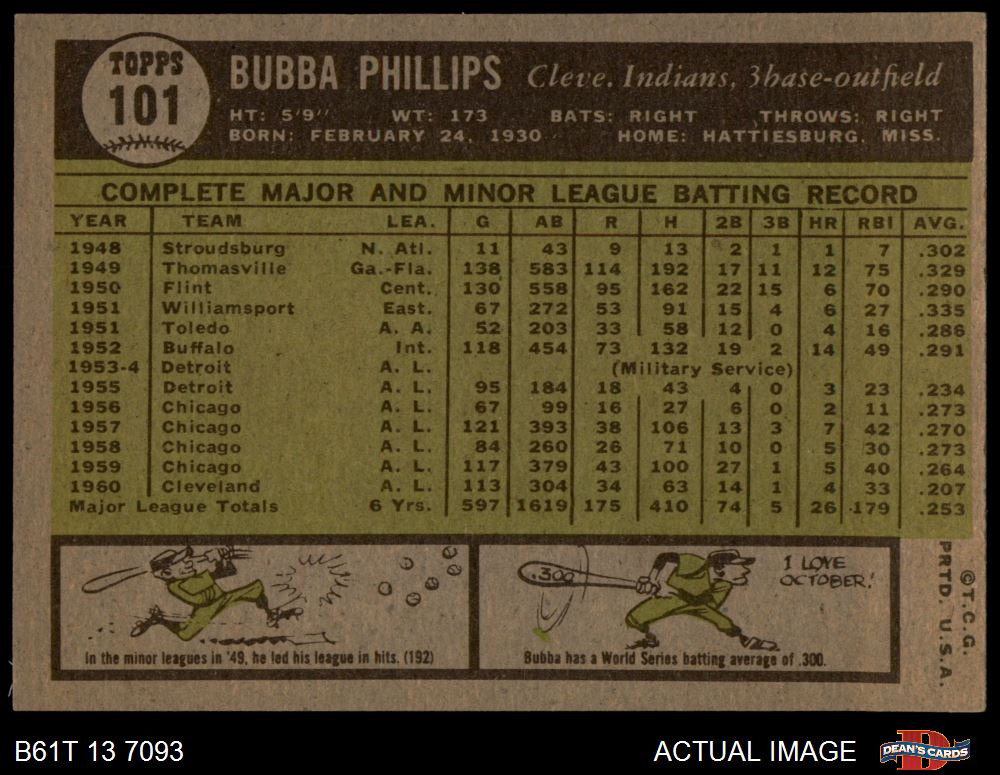 TOPPS
101
BUBBA PHILLIPS Cleve. Indians, 3base-outfield
HT: 5'9" WT: 173 BATS: RIGHT THROWS: RIGHT
BORN: FEBRUARY 24, 1930 HOME: HATTIESBURG, MISS.
COMPLETE MAJOR AND MINOR LEAGUE BATTING RECORD
YEAR TEAM LEA. G AB R H 2B 3B HR RBI AVG.
1948 Stroudsburg N. Atl. 11 43 9 13 2 1 1 7 .302
1949 Thomasville Ga.-Fla. 138 583 114 192 17 11 12 75 .329
1950 Flint Cent. 130 558 95 162 22 15 6 70 .290
1951 Williamsport East. 67 272 53 91 15 4 6 27 .335
1951 Toledo A. A. 52 203 33 58 12 0 4 16 .286
1952 Buffalo Int. 118 454 73 132 19 2 14 49 .291
1953-4 Detroit A. L. (Military Service)
1955 Detroit A. L. 95 184 18 43 4 0 3 23 .234
1956 Chicago A. L. 67 99 16 27 6 0 2 11 .273
1957 Chicago A. L. 121 393 38 106 13 3 7 42 .270
1958 Chicago A. L. 84 260 26 71 10 0 5 30 .273
1959 Chicago A. L. 117 379 43 100 27 1 5 40 .264
1960 Cleveland A. L. 113 304 34 63 14 1 4 33 .207
Major League Totals 6 Yrs. 597 1619 175 410 74 5 26 179 .253
In the minor leagues in '49, he led his league in hits. (192)
.300
I LOVE
OCTOBER!
Bubba has a World Series batting average of .300.
© T. C. G.
PRTD. U. S. A.
B61T 13 7093
ACTUAL IMAGE
D
DEAN'S CARDS